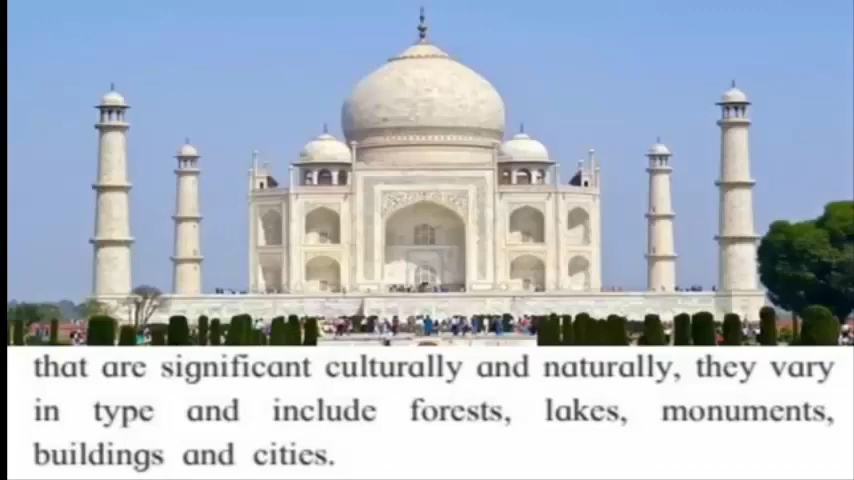 that are significant culturally and naturally, they vary
in type and include forests, lakes, monuments,
buildings and cities.